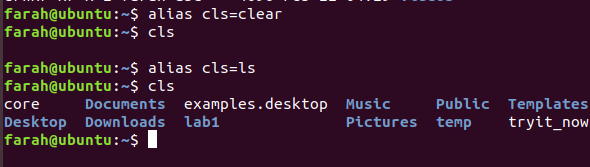 farah@ubuntu:~$ alias cls=clear
farah@ubuntu:~$ cls
farah@ubuntu:~$ alias cls=ls
farah@ubuntu:~$ cls
core Documents examples.desktop Music Public Templates
Desktop Downloads lab1 Pictures temp tryit_now
farah@ubuntu:~$